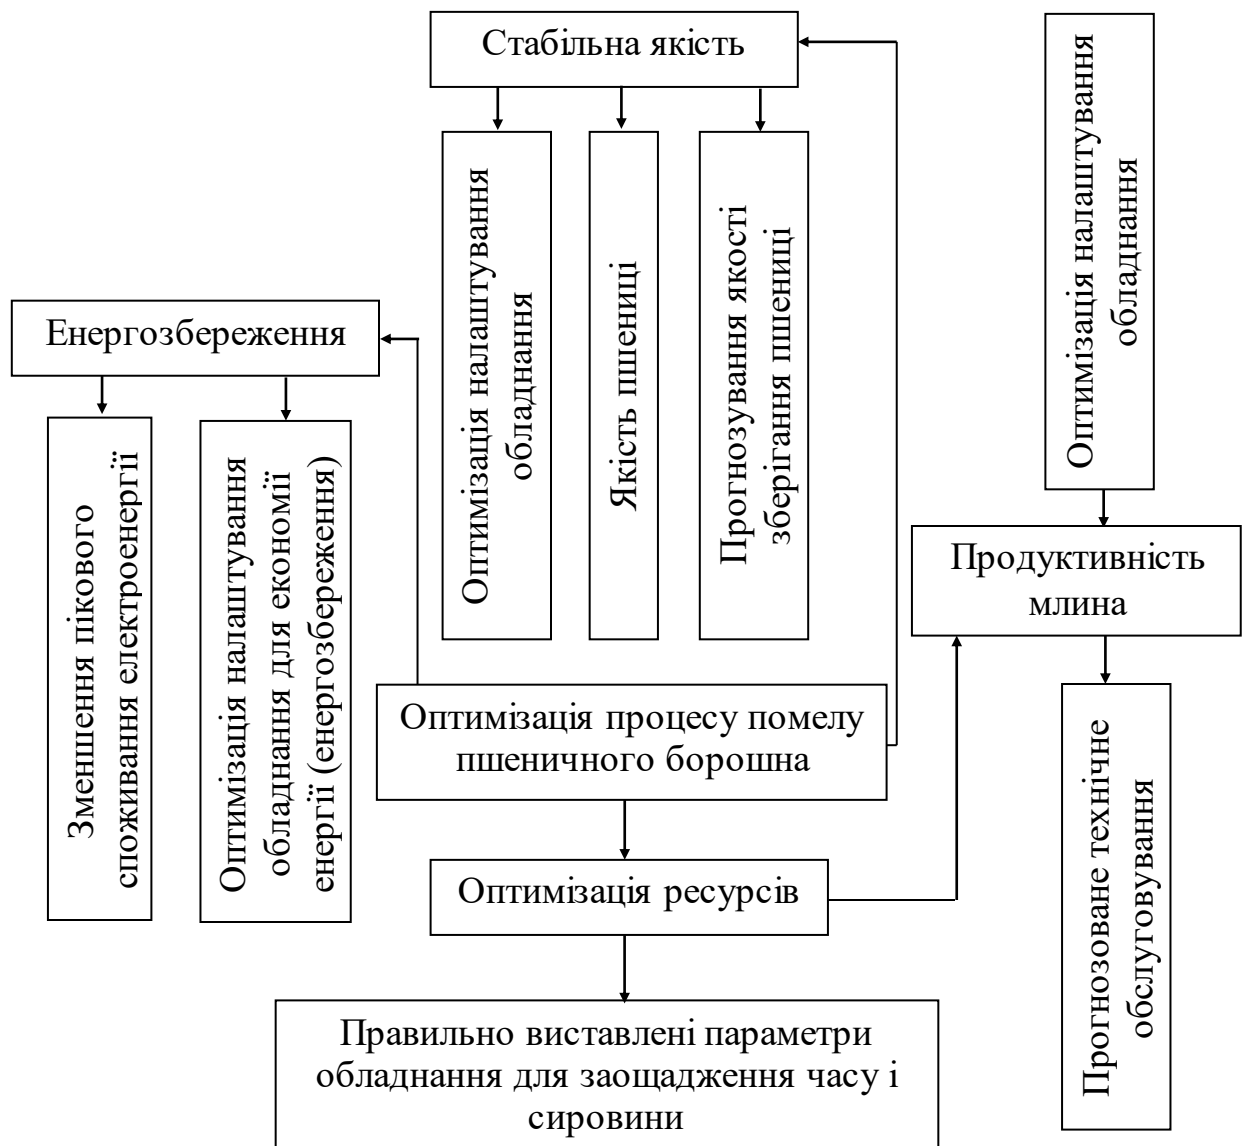 Стабільна якість
Оптимізація налаштування
обладнання
Якість пшениці
Прогнозування якості
зберігання пшениці
Оптимізація налаштування
обладнання
Енергозбереження
Зменшення пікового
споживання електроенергії
Оптимізація налаштування
обладнання для економії
енергії (енергозбереження)
Продуктивність
млина
Оптимізація процесу помелу
пшеничного борошна
Оптимізація ресурсів
Прогнозоване технічне
обслуговування
Правильно виставлені параметри
обладнання для заощадження часу і
сировини